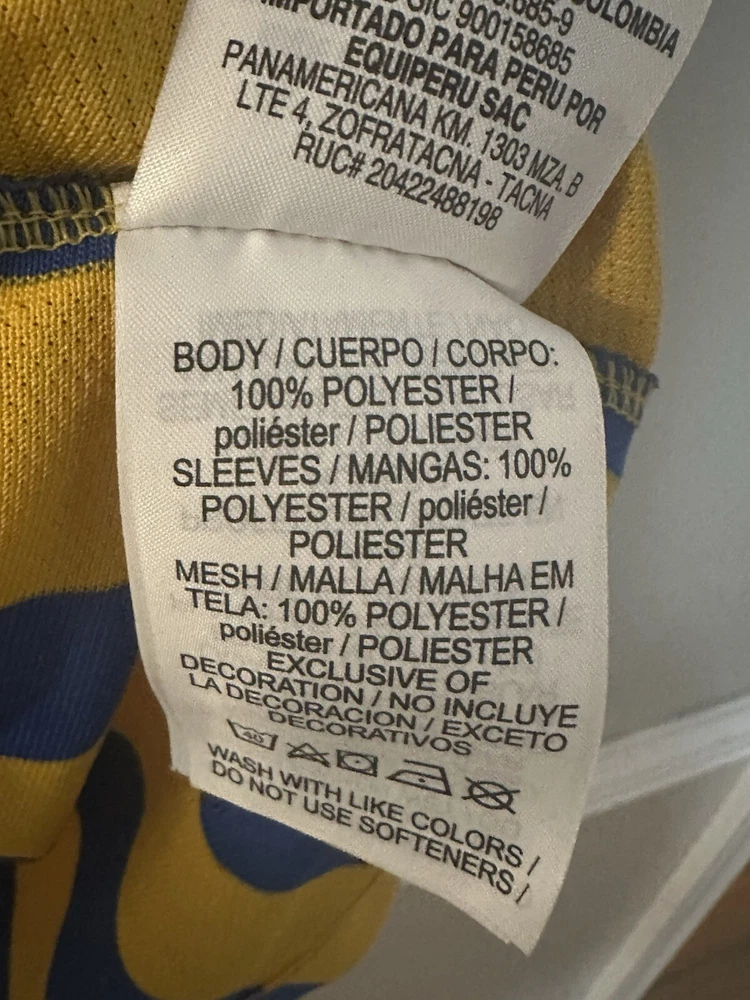 COLOMBIA
900158685
IMPORTADO PARA PERU POR
EQUIPERU SAC
PANAMERICANA KM. 1303 MZA. B
LTE 4, ZOFRATACNA - TACNA
RUC# 20422488198
BODY / CUERPO / CORPO:
100% POLYESTER /
poliéster / POLIESTER
SLEEVES / MANGAS: 100%
POLYESTER / poliéster /
POLIESTER
MESH / MALLA / MALHA EM
TELA: 100% POLYESTER /
poliéster / POLIESTER
EXCLUSIVE OF
DECORATION / NO INCLUYE
LA DECORACION / EXCETO
DECORATIVOS
40
WASH WITH LIKE COLORS /
DO NOT USE SOFTENERS /